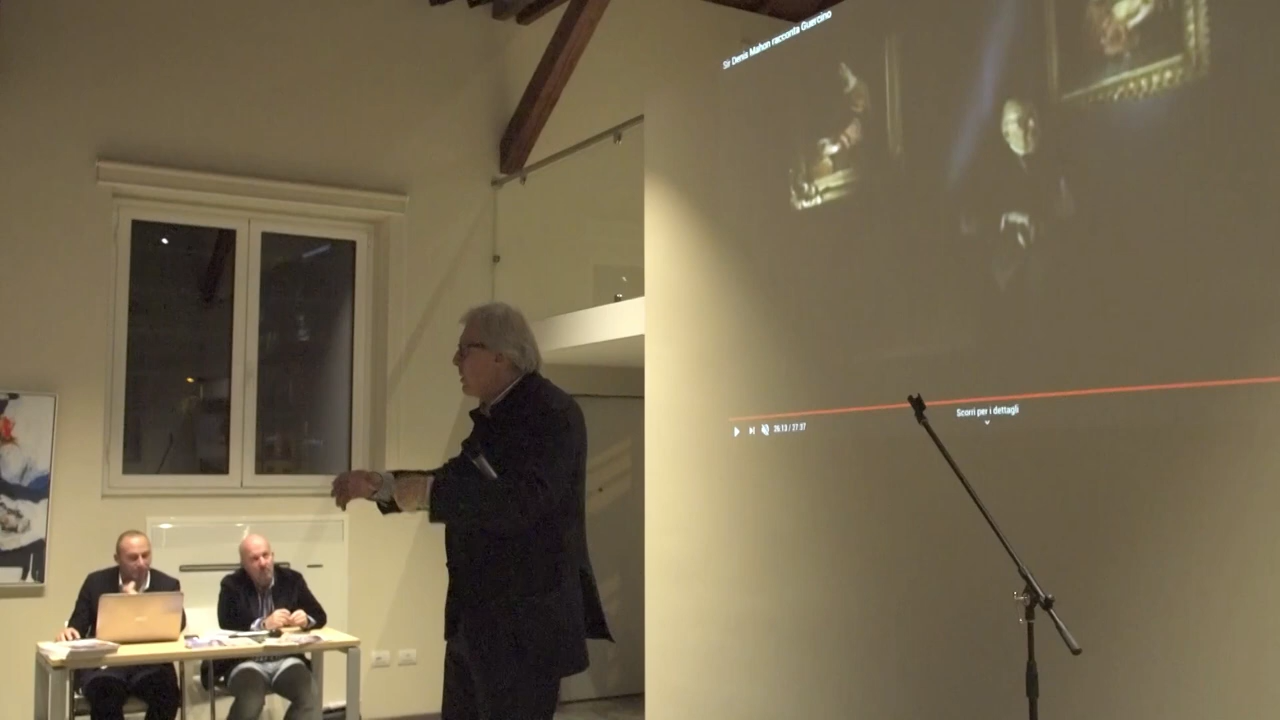 Sir Denis Mahon racconta Guercino
Scorri per i dettagli
26:13 / 27:37